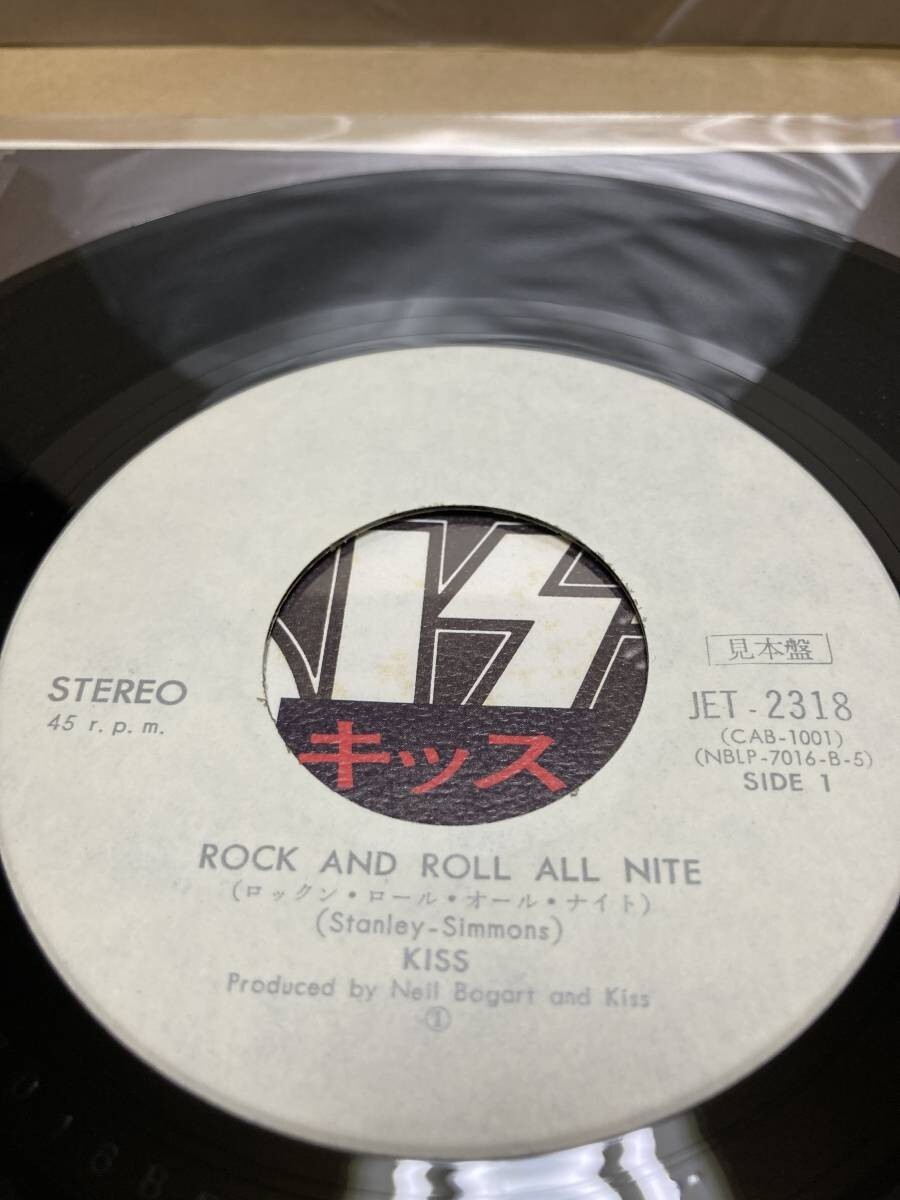 キッス
STEREO
45 r.p.m.
見本盤
JET-2318
(CAB-1001)
(NBLP-7016-B-5)
SIDE 1
ROCK AND ROLL ALL NITE
(ロックン・ロール・オール・ナイト)
(Stanley-Simmons)
KISS
Produced by Neil Bogart and Kiss
①